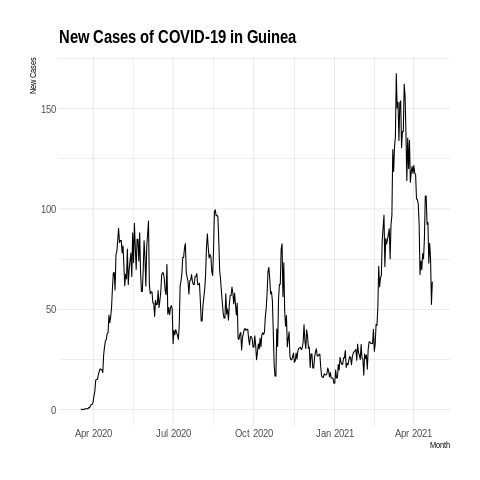 New Cases of COVID-19 in Guinea
New Cases
150
100
50
0
Apr 2020
Jul 2020
Oct 2020
Jan 2021
Apr 2021
Month